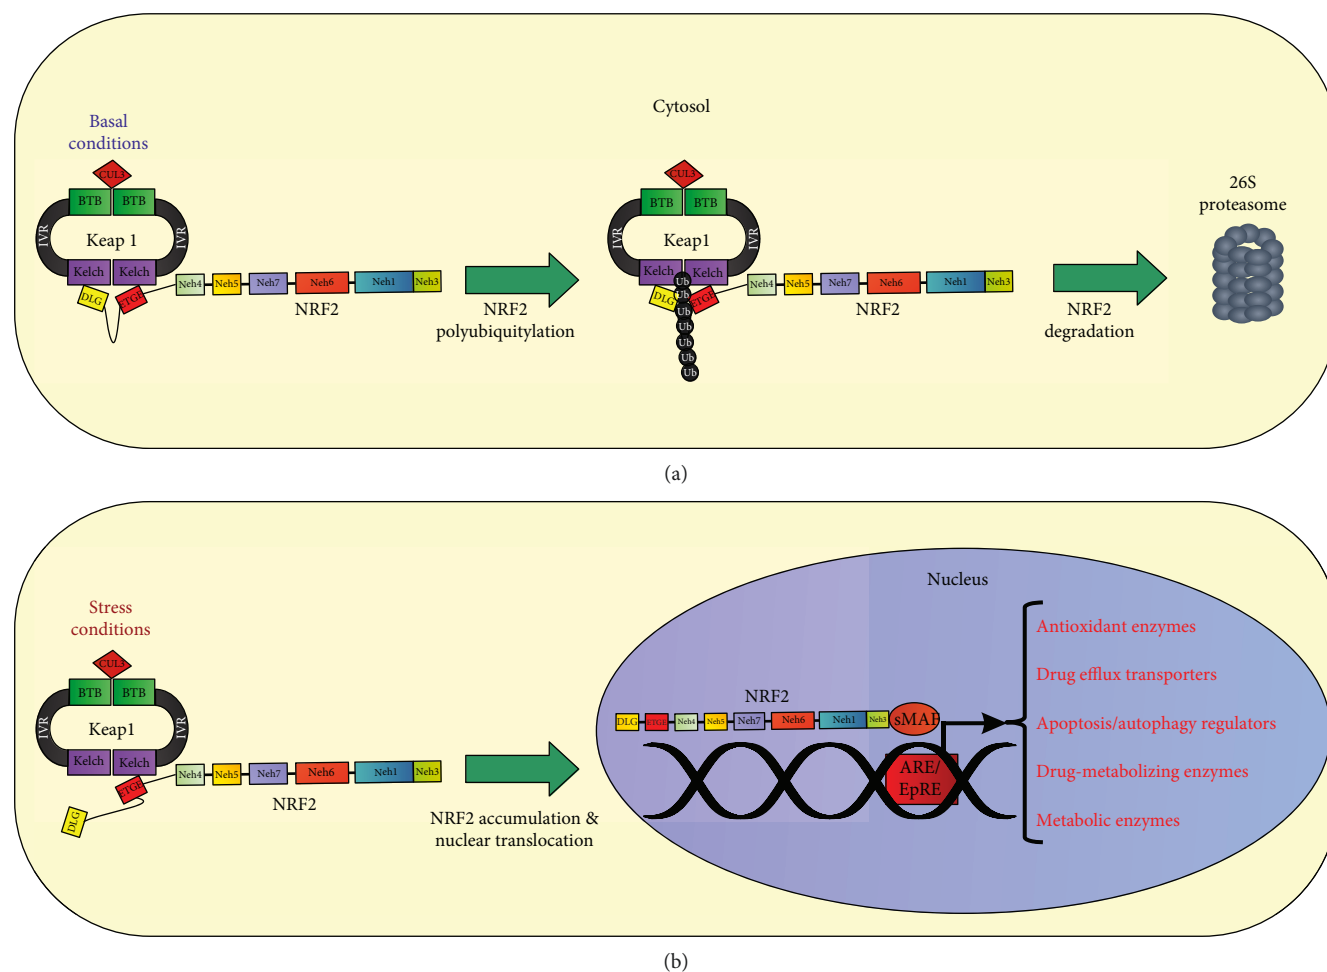 Basal
conditions
CUL3
BTB BTB
IVR IVR
Keap 1
Kelch Kelch
DLG ETGE
Neh4 Neh5 Neh7 Neh6 Neh1 Neh3
NRF2
NRF2
polyubiquitylation
Cytosol
CUL3
BTB BTB
IVR IVR
Keap1
Kelch Kelch
DLG ETGE
Ub
Ub
Ub
Ub
Ub
Ub
Ub
Neh4 Neh5 Neh7 Neh6 Neh1 Neh3
NRF2
NRF2
degradation
26S
proteasome
(a)
Stress
conditions
CUL3
BTB BTB
IVR IVR
Keap1
Kelch Kelch
ETGE
DLG
Neh4 Neh5 Neh7 Neh6 Neh1 Neh3
NRF2
NRF2 accumulation &
nuclear translocation
Nucleus
NRF2
DLG ETGE Neh4 Neh5 Neh7 Neh6 Neh1 Neh3 sMAF
ARE/
EpRE
Antioxidant enzymes
Drug efflux transporters
Apoptosis/autophagy regulators
Drug-metabolizing enzymes
Metabolic enzymes
(b)